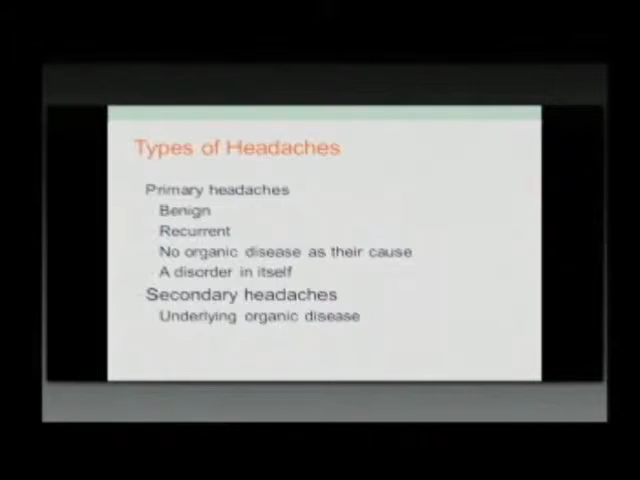 Types of Headaches
Primary headaches
Benign
Recurrent
No organic disease as their cause
A disorder in itself
Secondary headaches
Underlying organic disease